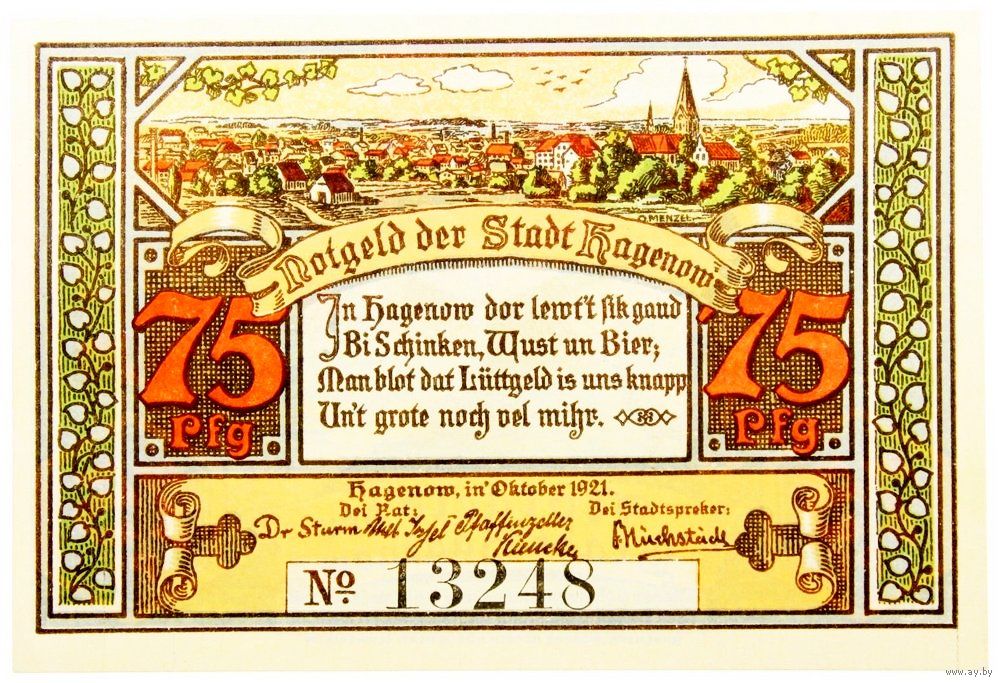 O. MENZEL.
Notgeld der Stadt Hagenow
75 Pfg
75 Pfg
In Hagenow dor lewt't sik gaud
Bi Schinken, Wust un Bier;
Man blot dat Lüttgeld is uns knapp
Un't grote noch vel mihr.
Hagenow, in' Oktober 1921.
Dei Rat: Dei Stadtspreker:
Dr Sturm Pfaffenzeller
Kiencke
No. 13248
www.ay.by